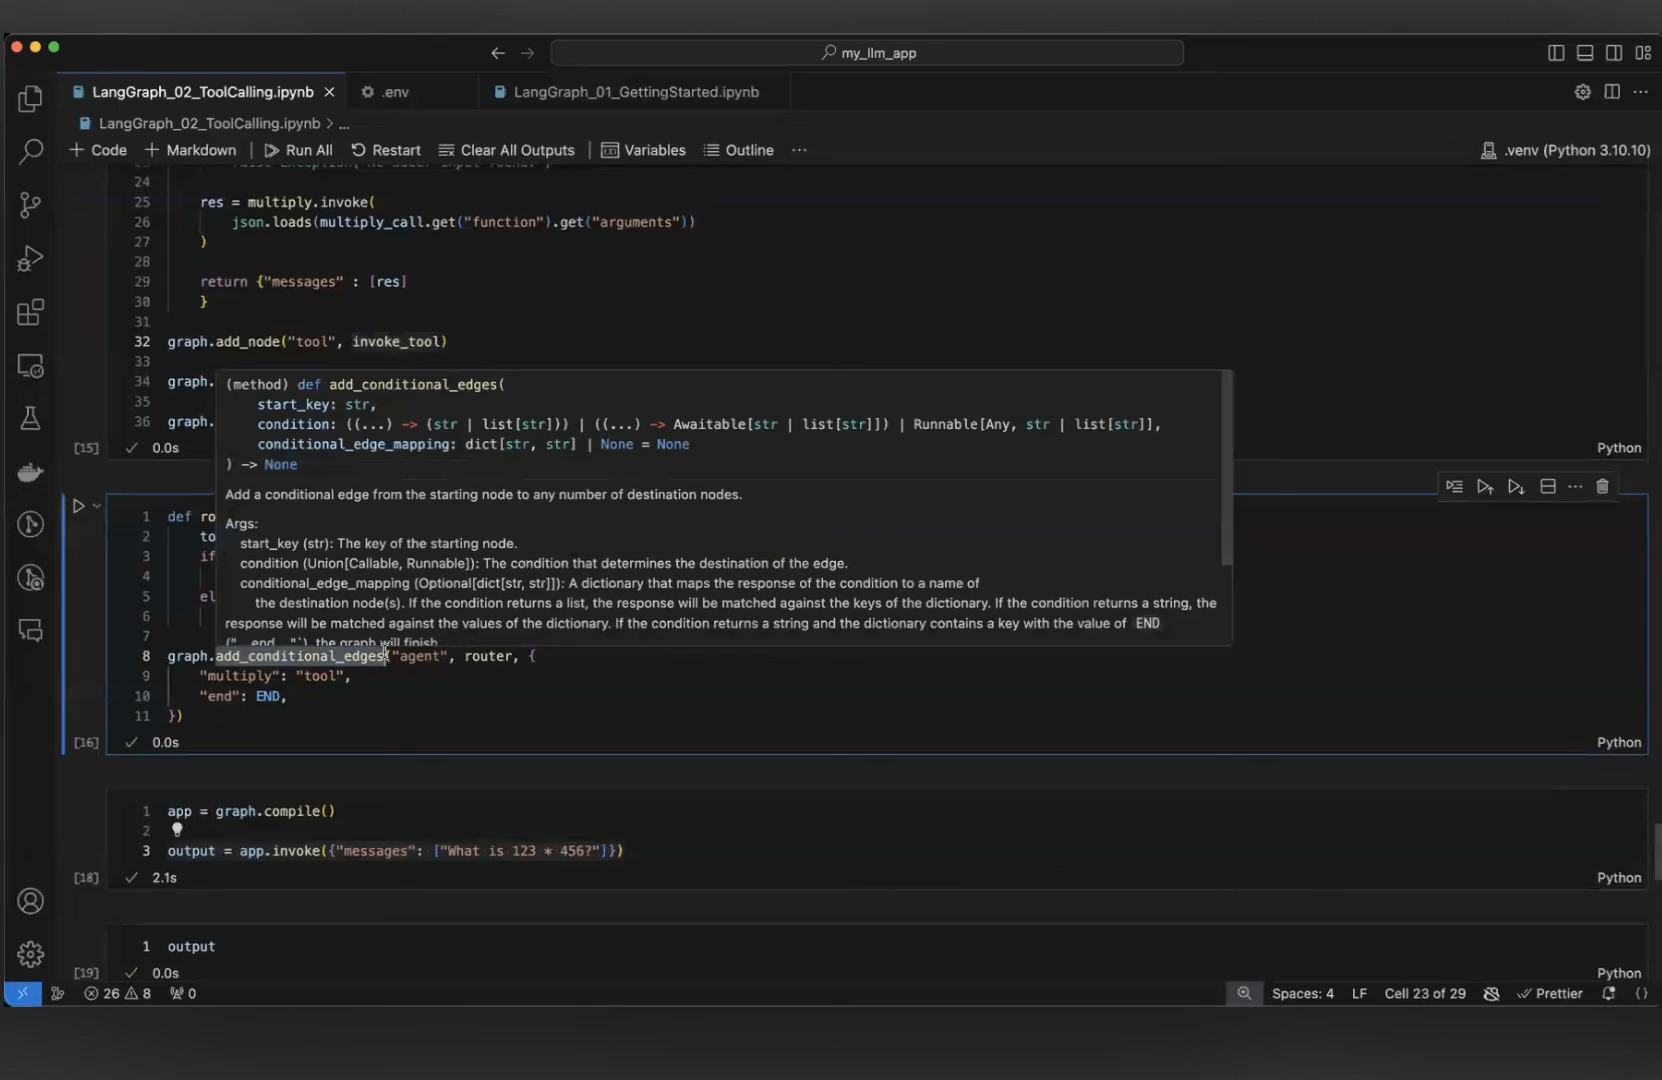 my_llm_app
LangGraph_02_ToolCalling.ipynb
.env
LangGraph_01_GettingStarted.ipynb
LangGraph_02_ToolCalling.ipynb > ...
+ Code + Markdown Run All Restart Clear All Outputs Variables Outline ...
.venv (Python 3.10.10)
24
25 res = multiply.invoke(
26 json.loads(multiply_call.get("function").get("arguments"))
27 )
28
29 return {"messages" : [res]
30 }
31
32 graph.add_node("tool", invoke_tool)
33
34 graph.
35
36 graph.
[15] 0.0s Python
(method) def add_conditional_edges(
start_key: str,
condition: ((...) -> (str | list[str])) | ((...) -> Awaitable[str | list[str]]) | Runnable[Any, str | list[str]],
conditional_edge_mapping: dict[str, str] | None = None
) -> None
Add a conditional edge from the starting node to any number of destination nodes.
Args:
start_key (str): The key of the starting node.
condition (Union[Callable, Runnable]): The condition that determines the destination of the edge.
conditional_edge_mapping (Optional[dict[str, str]]): A dictionary that maps the response of the condition to a name of
the destination node(s). If the condition returns a list, the response will be matched against the keys of the dictionary. If the condition returns a string, the
response will be matched against the values of the dictionary. If the condition returns a string and the dictionary contains a key with the value of END
("__end__"`), the graph will finish.
1 def ro
2 to
3 if
4
5 el
6
7
8 graph.add_conditional_edges("agent", router, {
9 "multiply": "tool",
10 "end": END,
11 })
[16] 0.0s Python
1 app = graph.compile()
2
3 output = app.invoke({"messages": ["What is 123 * 456?"]})
[18] 2.1s Python
1 output
[19] 0.0s Python
26 8 0
Spaces: 4 LF Cell 23 of 29 Prettier